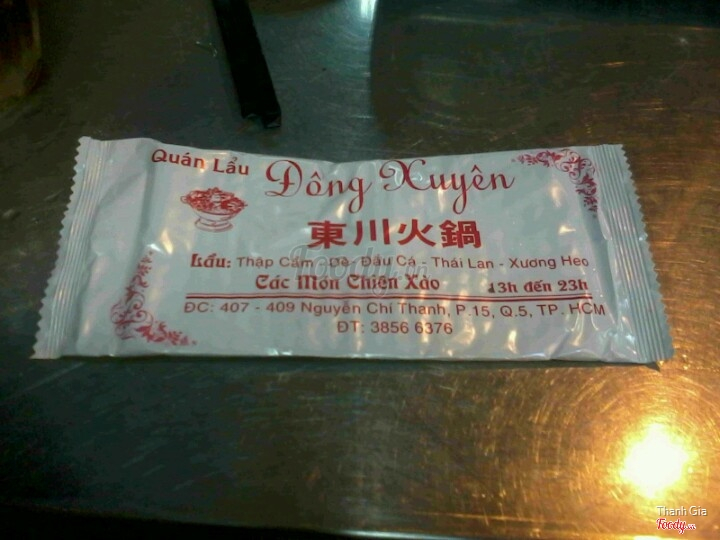 Quán Lẩu Đông Xuyên
東川火鍋
Lẩu: Thập Cẩm - Dê - Đầu Cá - Thái Lan - Xương Heo
Các Món Chiên Xào 13h đến 23h
ĐC: 407 - 409 Nguyễn Chí Thanh, P.15, Q.5, TP. HCM
ĐT: 3856 6376
Foody.vn
Thanh Gia
Foody.vn